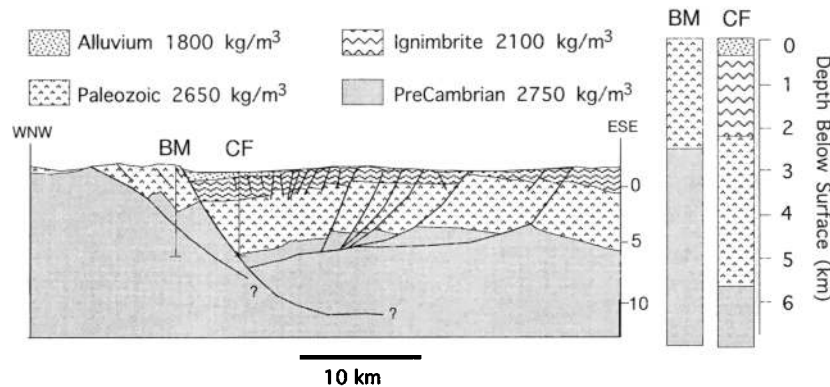 Alluvium 1800 kg/m³
Ignimbrite 2100 kg/m³
Paleozoic 2650 kg/m³
PreCambrian 2750 kg/m³
WNW
BM
CF
ESE
0
5
10
?
?
10 km
BM
CF
0
1
2
3
4
5
6
Depth Below Surface (km)